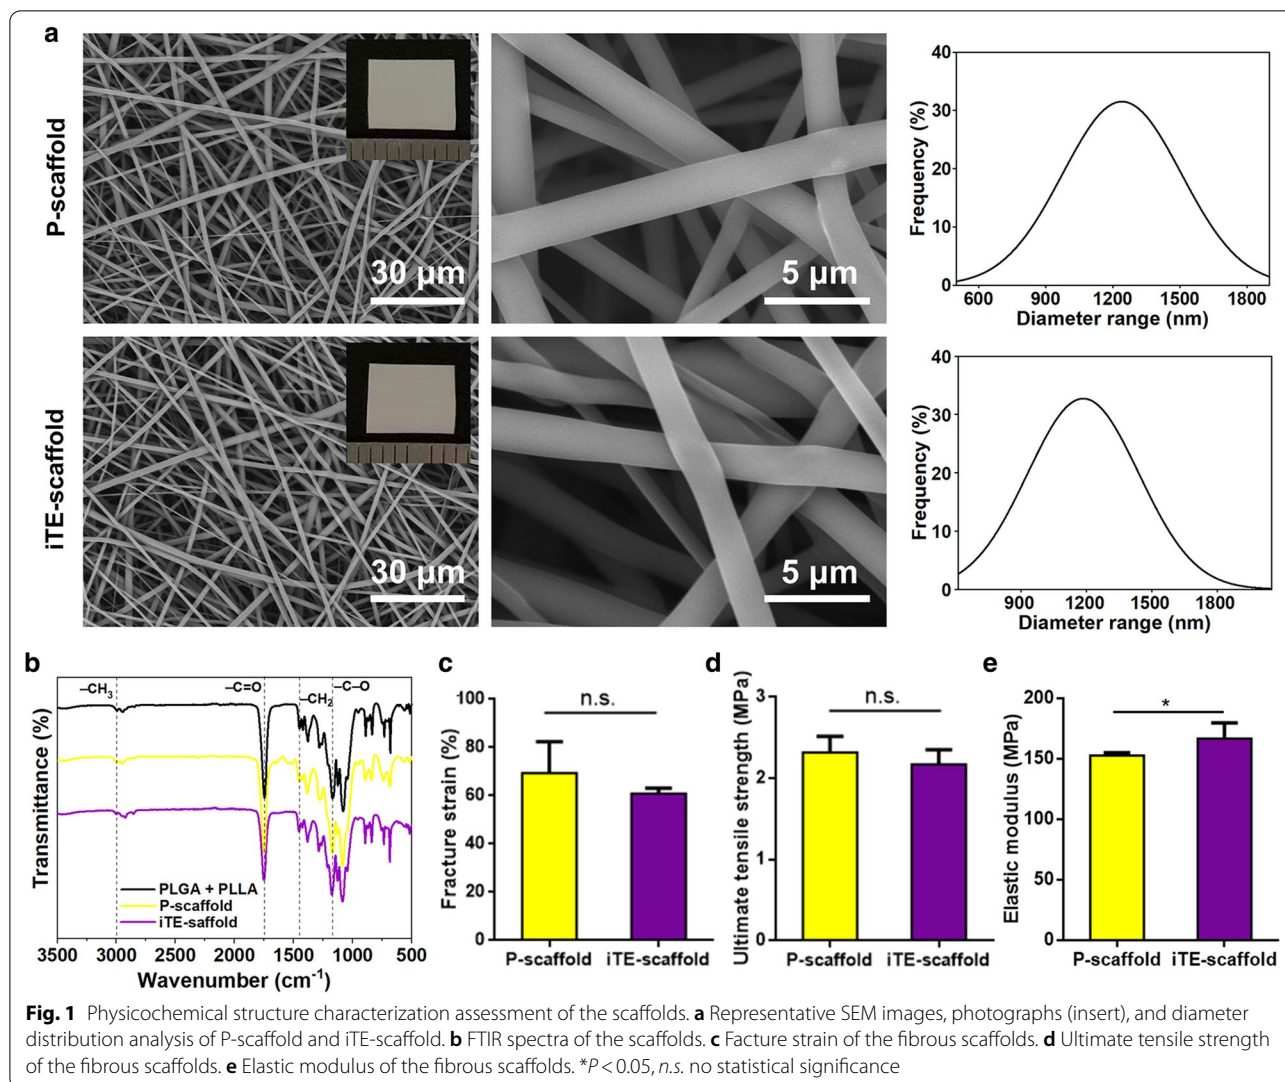 a
P-scaffold
30 µm
5 µm
Frequency (%)
40
30
20
10
0
600 900 1200 1500 1800
Diameter range (nm)
iTE-scaffold
30 µm
5 µm
Frequency (%)
40
30
20
10
0
900 1200 1500 1800
Diameter range (nm)
b
–CH3
–C=O
–CH2
–C–O
Transmittance (%)
PLGA + PLLA
P-scaffold
iTE-saffold
3500 3000 2500 2000 1500 1000 500
Wavenumber (cm-1)
c
Fracture strain (%)
100
80
60
40
20
0
n.s.
P-scaffold iTE-scaffold
d
Ultimate tensile strength (MPa)
3
2
1
0
n.s.
P-scaffold iTE-scaffold
e
Elastic modulus (MPa)
200
150
100
50
0
*
P-scaffold iTE-scaffold
Fig. 1 Physicochemical structure characterization assessment of the scaffolds. a Representative SEM images, photographs (insert), and diameter
distribution analysis of P-scaffold and iTE-scaffold. b FTIR spectra of the scaffolds. c Facture strain of the fibrous scaffolds. d Ultimate tensile strength
of the fibrous scaffolds. e Elastic modulus of the fibrous scaffolds. *P < 0.05, n.s. no statistical significance